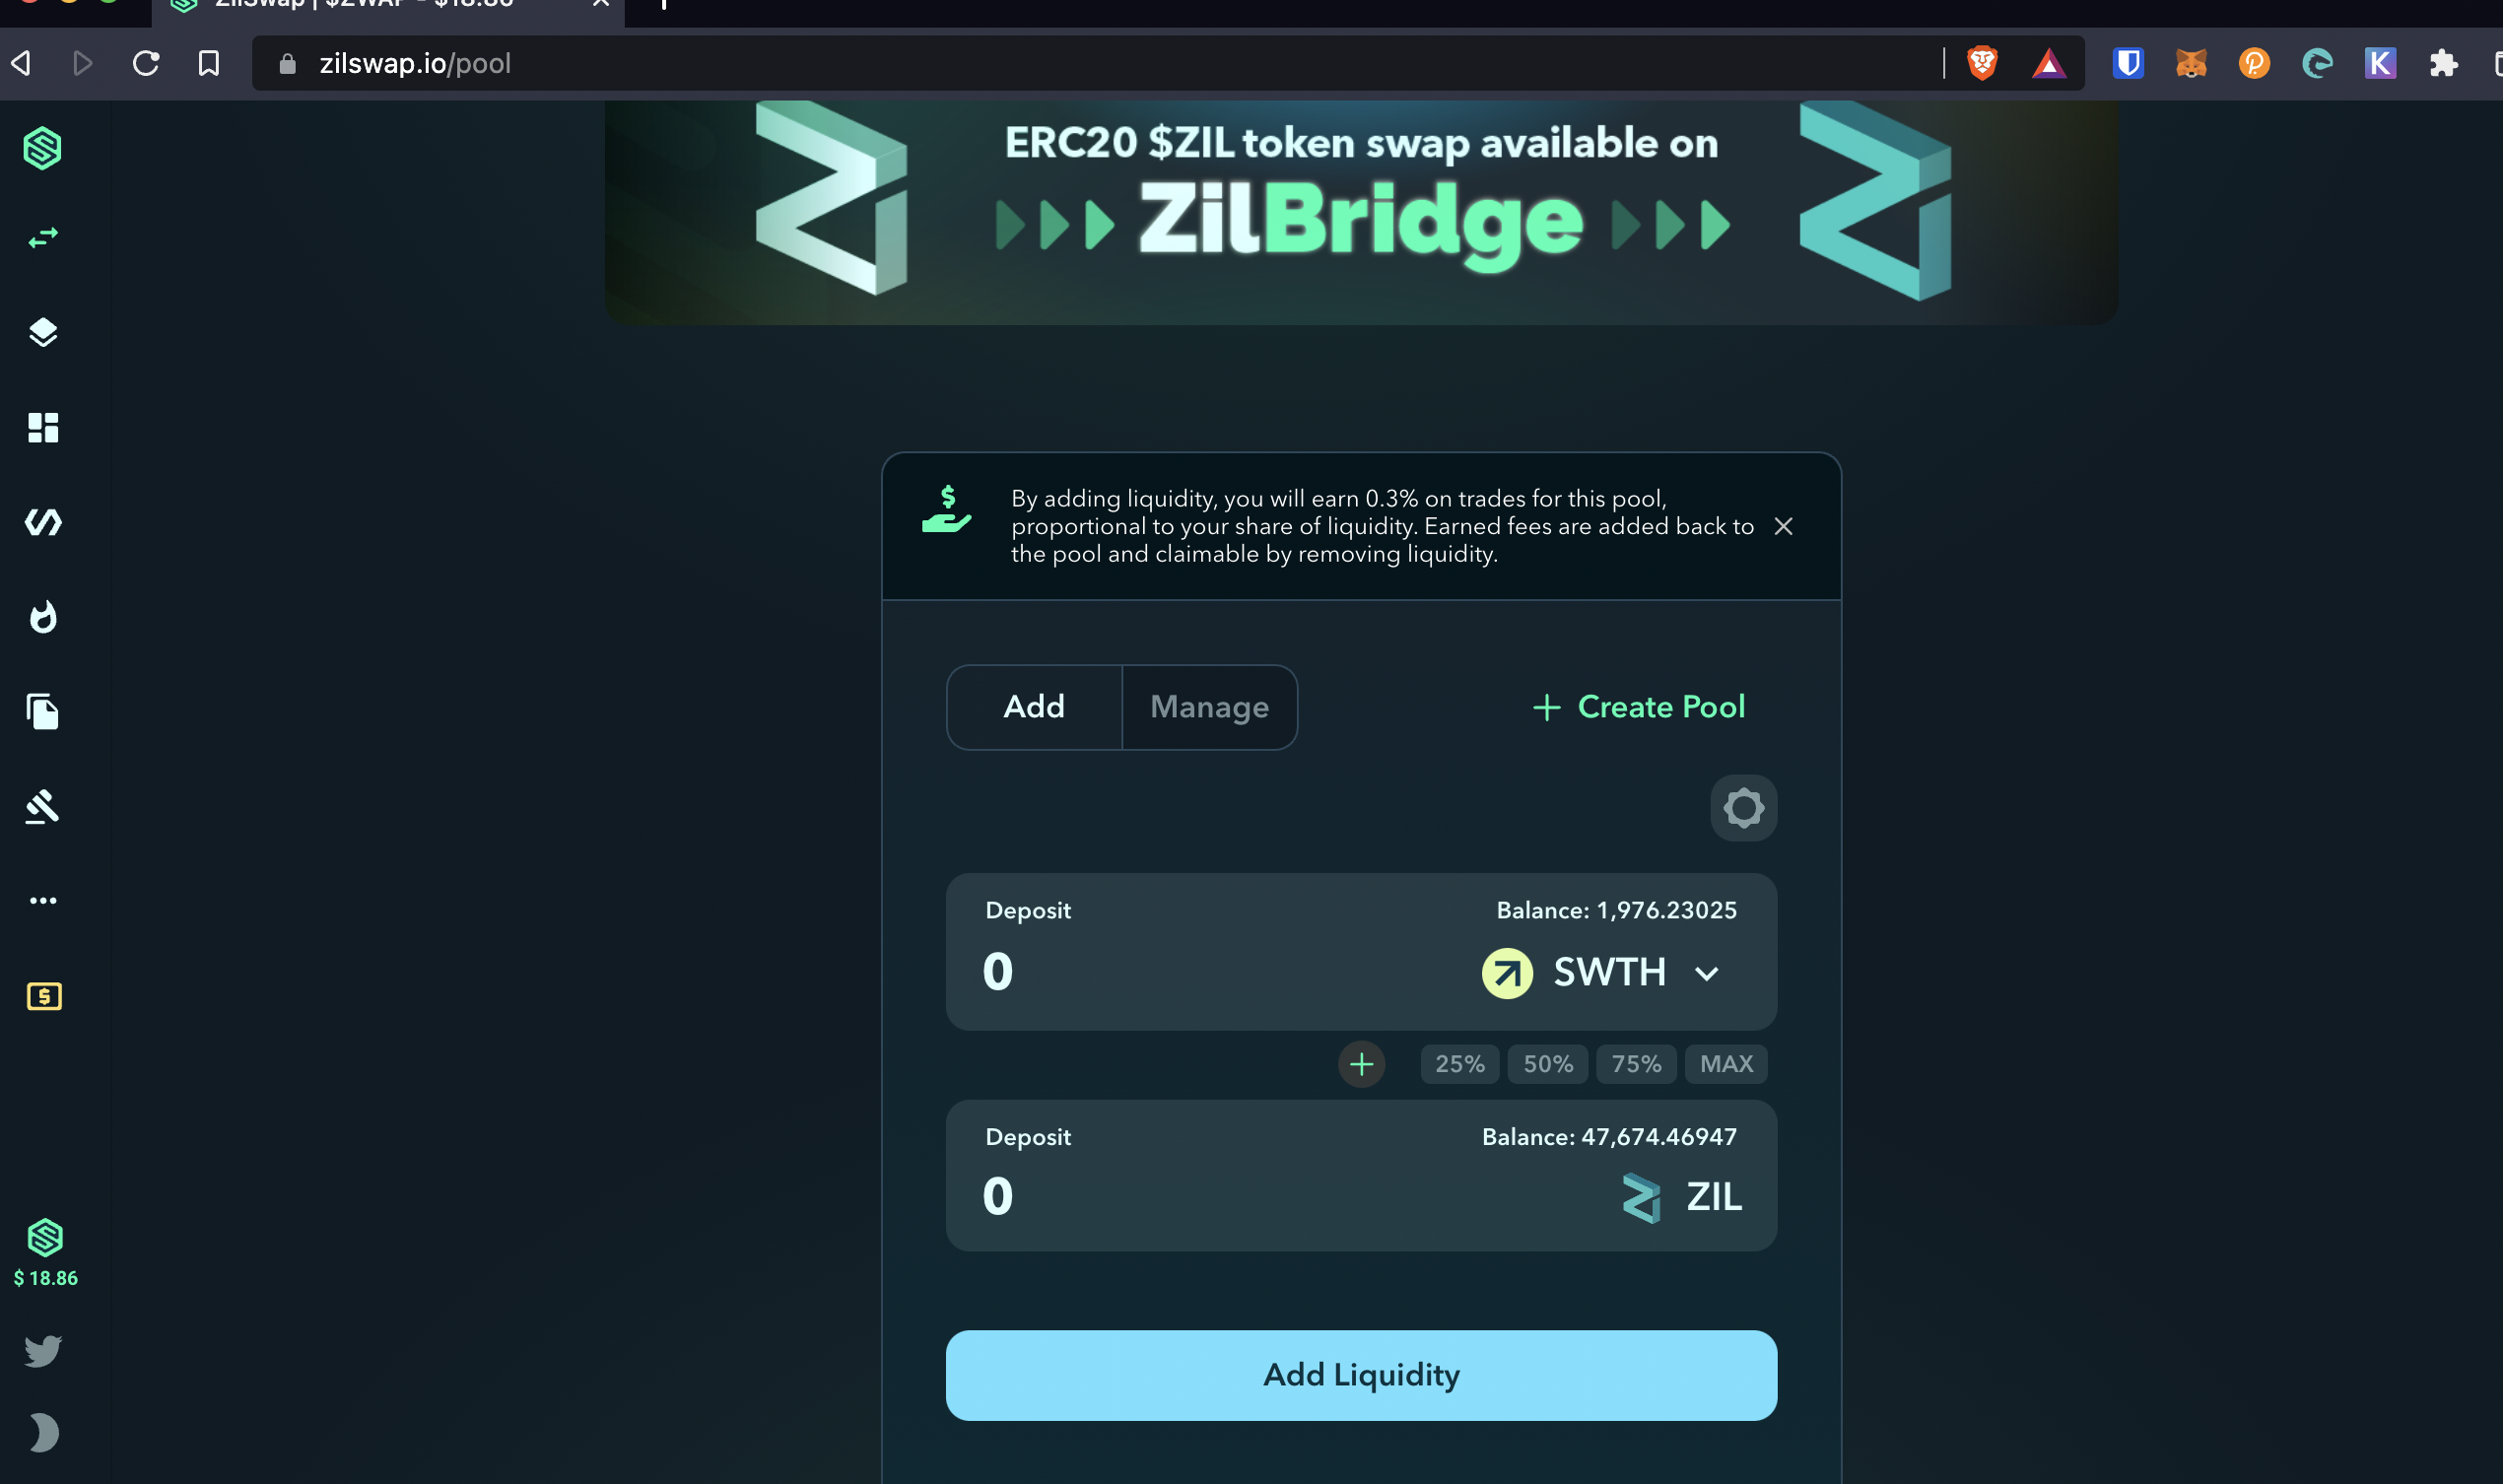 ZilSwap | $ZWAP - $18.86
zilswap.io/pool
ERC20 $ZIL token swap available on
ZilBridge
By adding liquidity, you will earn 0.3% on trades for this pool,
proportional to your share of liquidity. Earned fees are added back to
the pool and claimable by removing liquidity.
Add
Manage
+ Create Pool
Deposit
Balance: 1,976.23025
0
SWTH
25%
50%
75%
MAX
Deposit
Balance: 47,674.46947
0
ZIL
Add Liquidity
$ 18.86